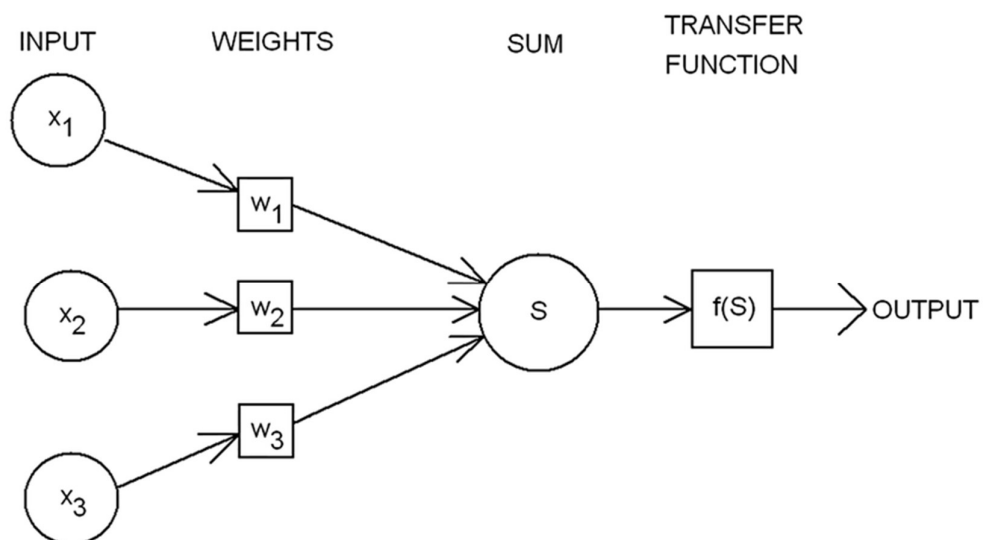 INPUT
WEIGHTS
SUM
TRANSFER
FUNCTION
x1
w1
x2
w2
S
f(S)
OUTPUT
w3
x3